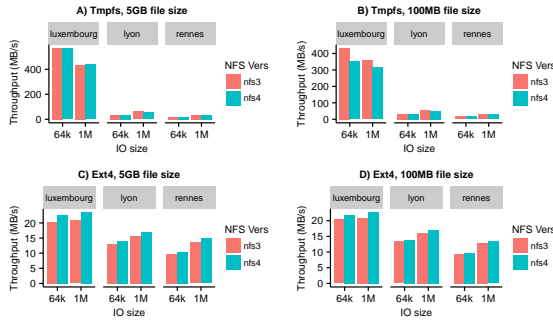 A) Tmpfs, 5GB file size
luxembourg lyon rennes
Throughput (MB/s)
400
200
0
64k 1M 64k 1M 64k 1M
IO size
NFS Vers
nfs3
nfs4
B) Tmpfs, 100MB file size
luxembourg lyon rennes
Throughput (MB/s)
400
300
200
100
0
64k 1M 64k 1M 64k 1M
IO size
NFS Vers
nfs3
nfs4
C) Ext4, 5GB file size
luxembourg lyon rennes
Throughput (MB/s)
20
15
10
5
0
64k 1M 64k 1M 64k 1M
IO size
NFS Vers
nfs3
nfs4
D) Ext4, 100MB file size
luxembourg lyon rennes
Throughput (MB/s)
20
15
10
5
0
64k 1M 64k 1M 64k 1M
IO size
NFS Vers
nfs3
nfs4